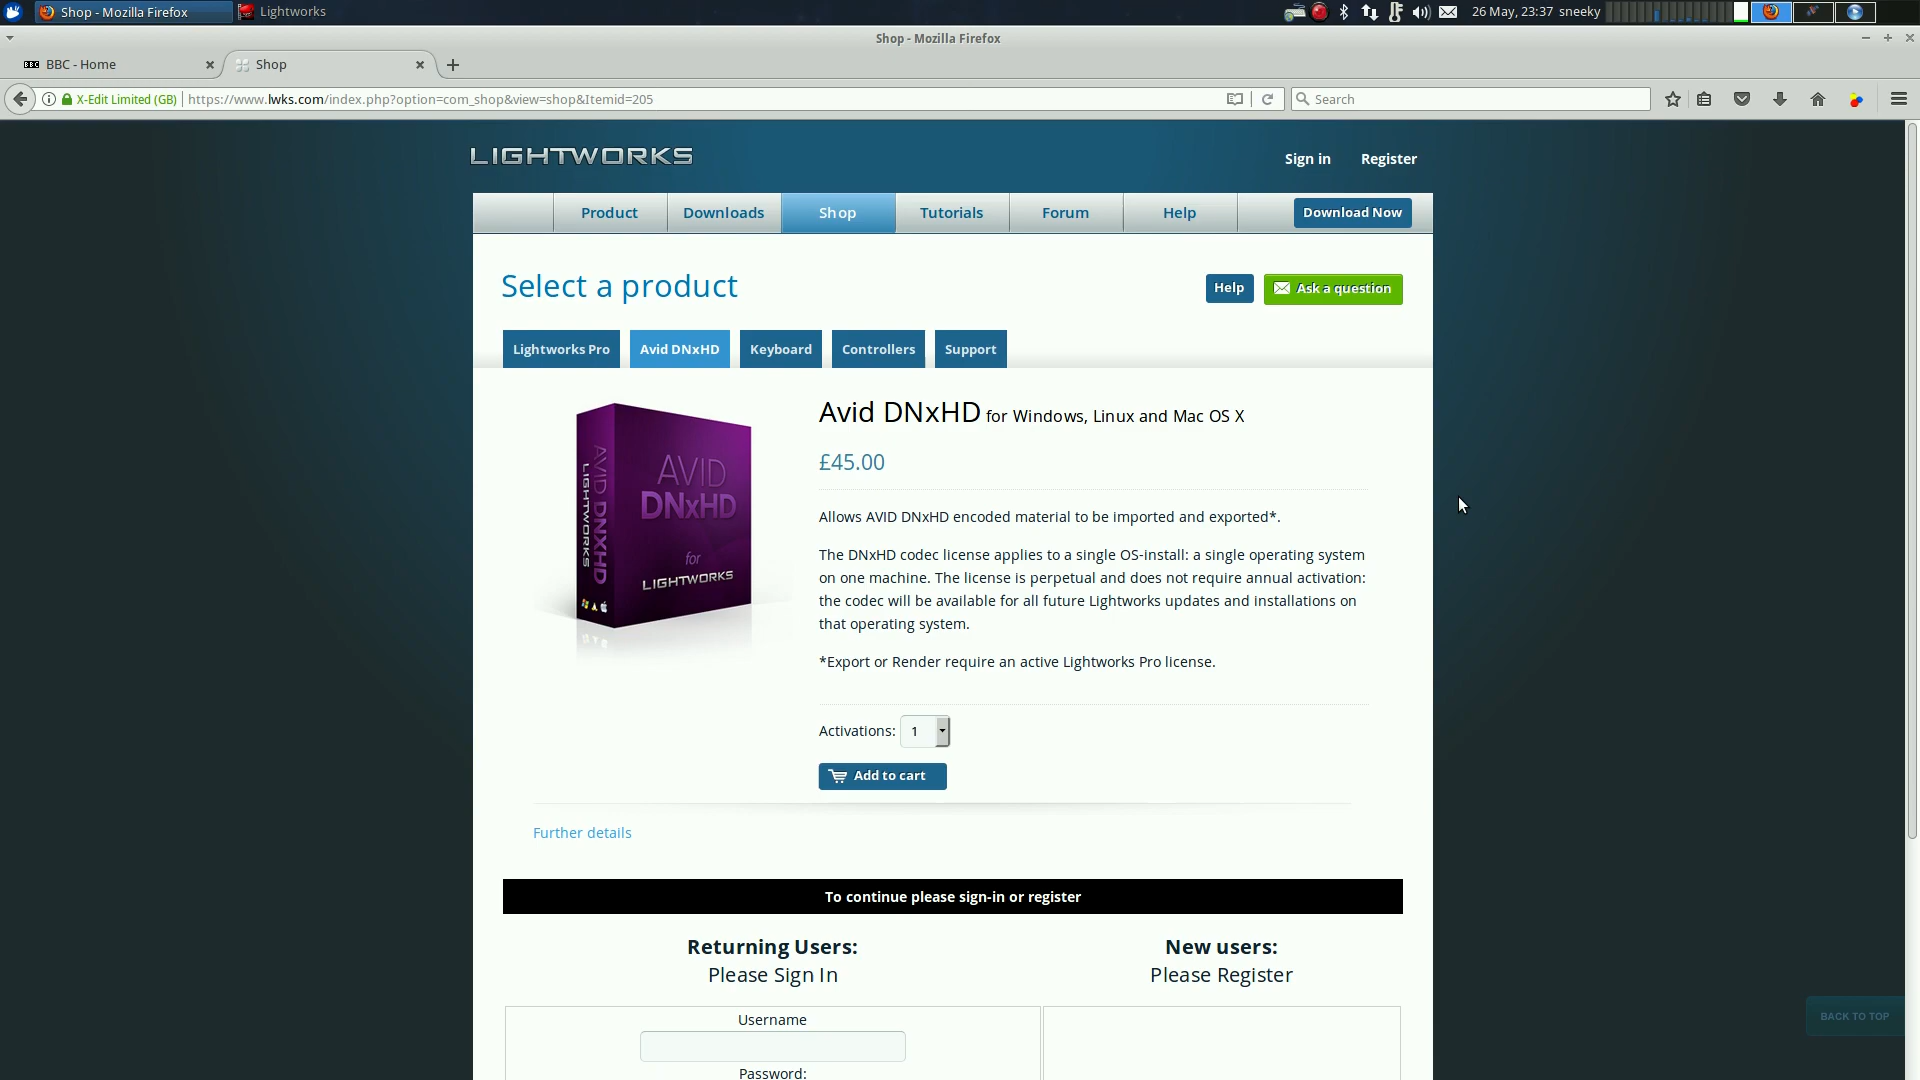 Shop - Mozilla Firefox
Lightworks
26 May, 23:37 sneeky
Shop - Mozilla Firefox
BBC BBC - Home
Shop
X-Edit Limited (GB)
https://www.lwks.com/index.php?option=com_shop&view=shop&Itemid=205
Search
LIGHTWORKS
Sign in
Register
Product
Downloads
Shop
Tutorials
Forum
Help
Download Now
Select a product
Help
Ask a question
Lightworks Pro
Avid DNxHD
Keyboard
Controllers
Support
AVID DNxHD
LIGHTWORKS
AVID
DNxHD
for
LIGHTWORKS
Avid DNxHD for Windows, Linux and Mac OS X
£45.00
Allows AVID DNxHD encoded material to be imported and exported*.
The DNxHD codec license applies to a single OS-install: a single operating system
on one machine. The license is perpetual and does not require annual activation:
the codec will be available for all future Lightworks updates and installations on
that operating system.
*Export or Render require an active Lightworks Pro license.
Activations: 1
Add to cart
Further details
To continue please sign-in or register
Returning Users:
Please Sign In
New users:
Please Register
Username
Password:
BACK TO TOP